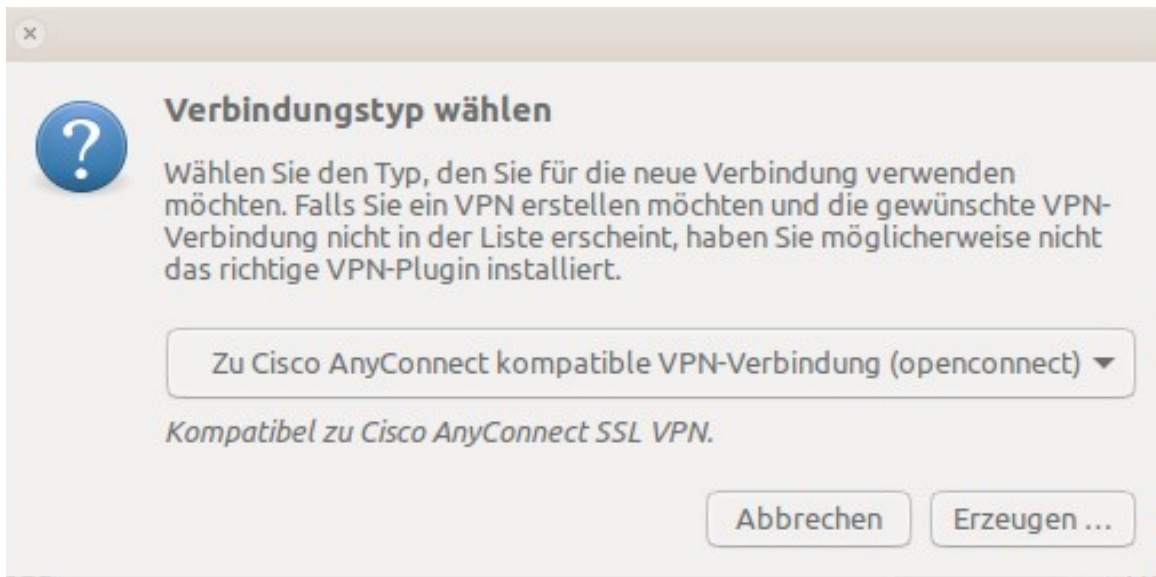 Verbindungstyp wählen
Wählen Sie den Typ, den Sie für die neue Verbindung verwenden
möchten. Falls Sie ein VPN erstellen möchten und die gewünschte VPN-
Verbindung nicht in der Liste erscheint, haben Sie möglicherweise nicht
das richtige VPN-Plugin installiert.
Zu Cisco AnyConnect kompatible VPN-Verbindung (openconnect)
Kompatibel zu Cisco AnyConnect SSL VPN.
Abbrechen Erzeugen ...